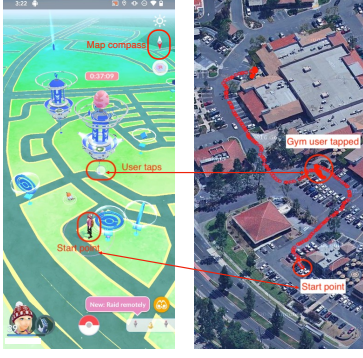 3:22
Map compass
0:37:09
User taps
Gym user tapped
Start point
Start point
New: Raid remotely